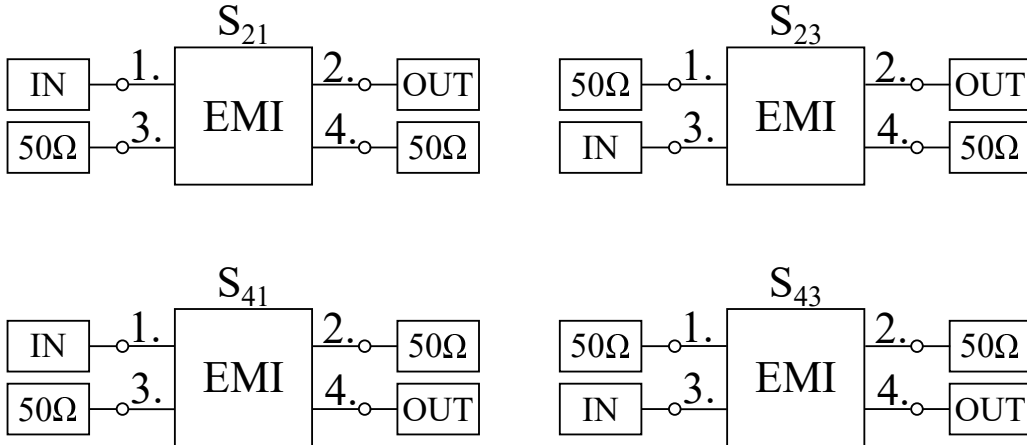 S21 S23
IN 1. EMI 2. OUT 50Ω 1. EMI 2. OUT
50Ω 3. 4. 50Ω IN 3. 4. 50Ω
S41 S43
IN 1. EMI 2. 50Ω 50Ω 1. EMI 2. 50Ω
50Ω 3. 4. OUT IN 3. 4. OUT